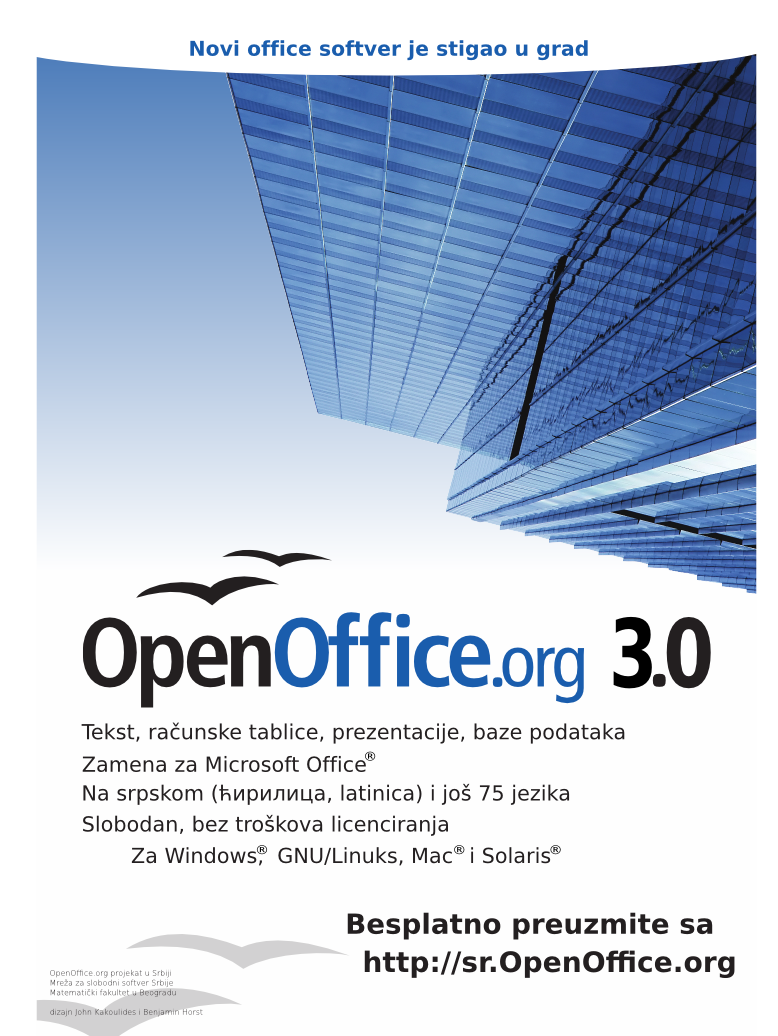 Novi office softver je stigao u grad
OpenOffice.org 3.0
Tekst, računske tablice, prezentacije, baze podataka
Zamena za Microsoft Office®
Na srpskom (ћирилица, latinica) i još 75 jezika
Slobodan, bez troškova licenciranja
Za Windows®, GNU/Linuks, Mac® i Solaris®
Besplatno preuzmite sa
http://sr.OpenOffice.org
OpenOffice.org projekat u Srbiji
Mreža za slobodni softver Srbije
Matematički fakultet u Beogradu
dizajn John Kakoulides i Benjamin Horst